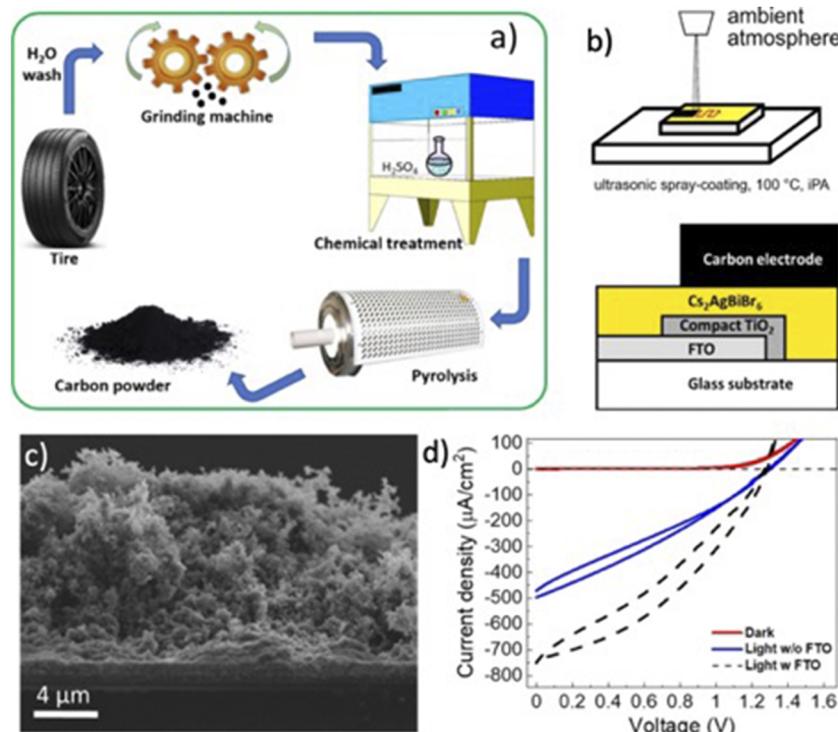 a)
H₂O
wash
Grinding machine
Tire
H₂SO₄
Chemical treatment
Carbon powder
Pyrolysis
b)
ambient
atmosphere
ultrasonic spray-coating, 100 °C, iPA
Carbon electrode
Cs₂AgBiBr₆
Compact TiO₂
FTO
Glass substrate
c)
4 μm
d)
Current density (μA/cm²)
100
0
-100
-200
-300
-400
-500
-600
-700
-800
Dark
Light w/o FTO
Light w FTO
0 0.2 0.4 0.6 0.8 1 1.2 1.4 1.6
Voltage (V)